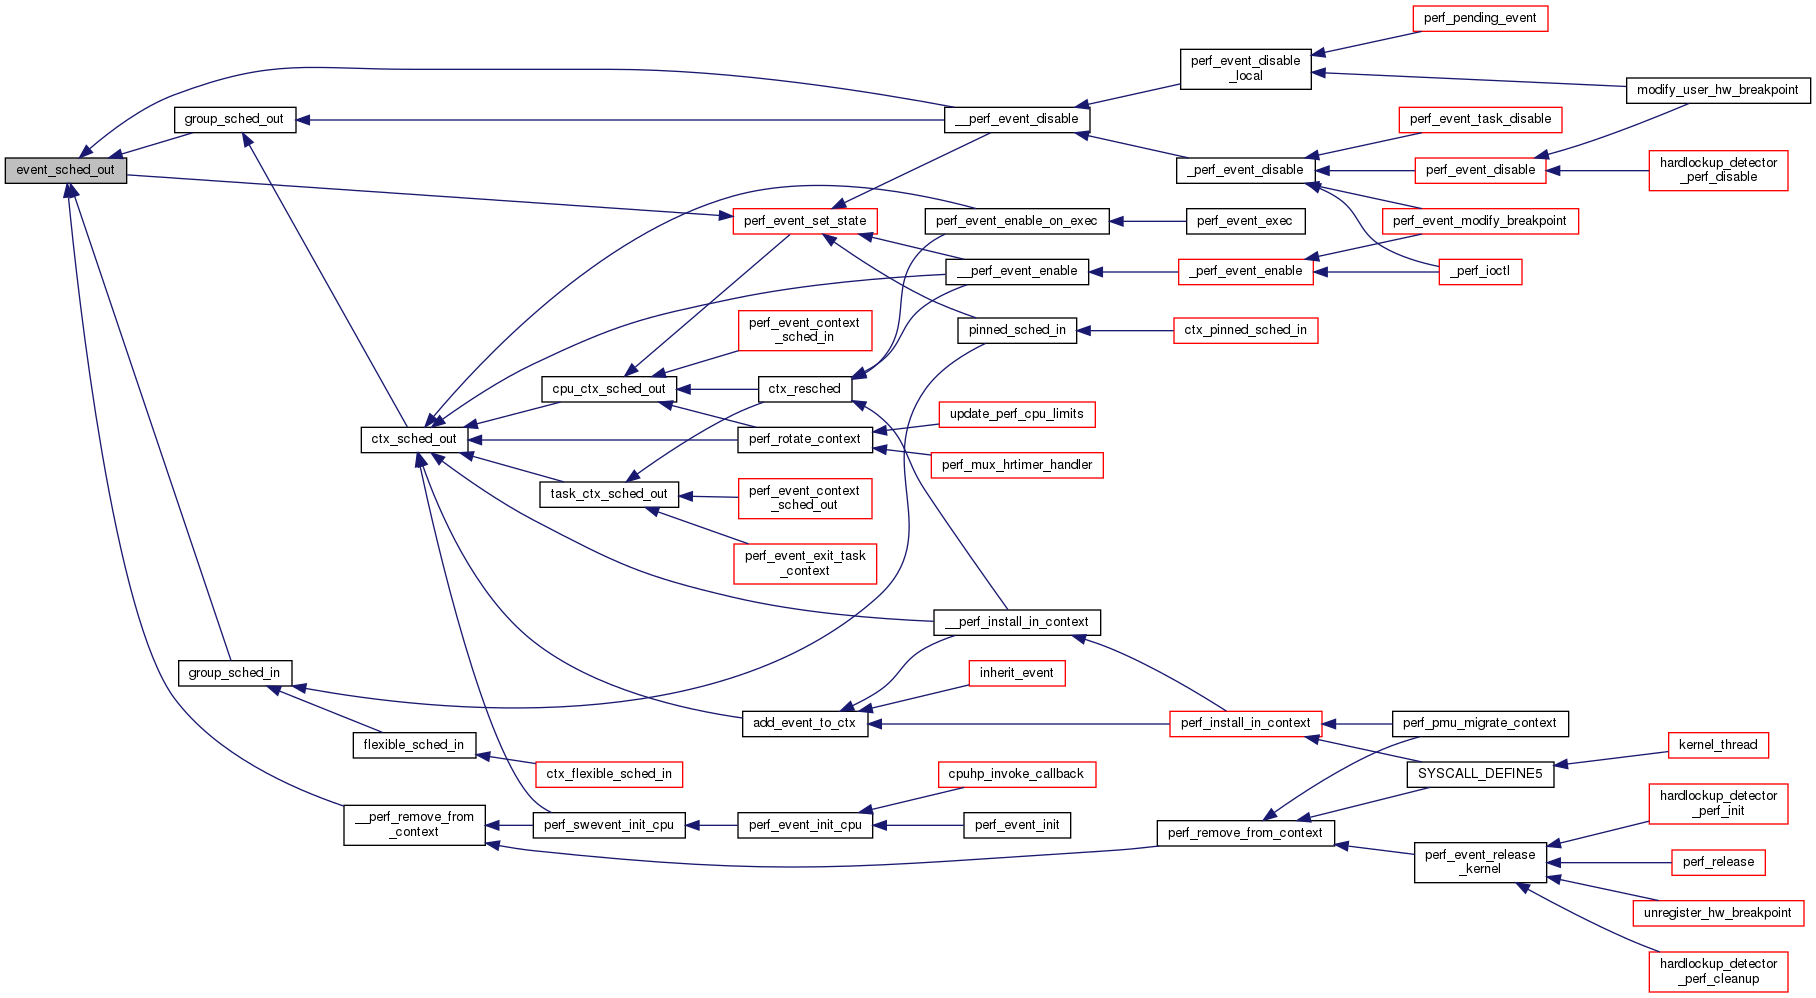 perf_pending_event
perf_event_disable
_local
modify_user_hw_breakpoint
group_sched_out
__perf_event_disable
perf_event_task_disable
event_sched_out
_perf_event_disable
perf_event_disable
hardlockup_detector
_perf_disable
perf_event_set_state
perf_event_enable_on_exec
perf_event_exec
perf_event_modify_breakpoint
__perf_event_enable
_perf_event_enable
_perf_ioctl
perf_event_context
_sched_in
pinned_sched_in
ctx_pinned_sched_in
cpu_ctx_sched_out
ctx_resched
update_perf_cpu_limits
ctx_sched_out
perf_rotate_context
perf_mux_hrtimer_handler
task_ctx_sched_out
perf_event_context
_sched_out
perf_event_exit_task
_context
__perf_install_in_context
group_sched_in
inherit_event
add_event_to_ctx
perf_install_in_context
perf_pmu_migrate_context
flexible_sched_in
kernel_thread
ctx_flexible_sched_in
cpuhp_invoke_callback
SYSCALL_DEFINE5
__perf_remove_from
_context
perf_swevent_init_cpu
perf_event_init_cpu
perf_event_init
perf_remove_from_context
hardlockup_detector
_perf_init
perf_event_release
_kernel
perf_release
unregister_hw_breakpoint
hardlockup_detector
_perf_cleanup